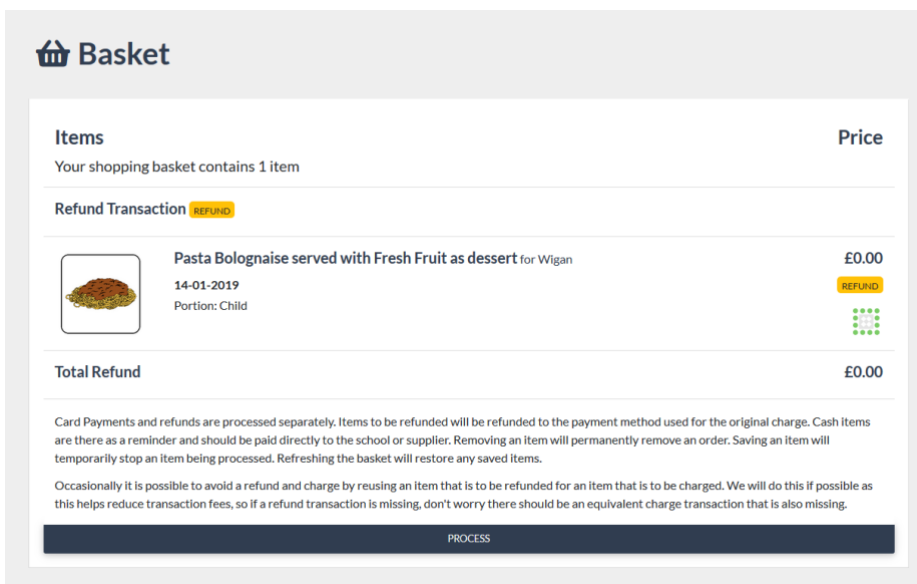 Basket
Items Price
Your shopping basket contains 1 item
Refund Transaction REFUND
Pasta Bolognaise served with Fresh Fruit as dessert for Wigan £0.00
14-01-2019 REFUND
Portion: Child
Total Refund £0.00
Card Payments and refunds are processed separately. Items to be refunded will be refunded to the payment method used for the original charge. Cash items
are there as a reminder and should be paid directly to the school or supplier. Removing an item will permanently remove an order. Saving an item will
temporarily stop an item being processed. Refreshing the basket will restore any saved items.
Occasionally it is possible to avoid a refund and charge by reusing an item that is to be refunded for an item that is to be charged. We will do this if possible as
this helps reduce transaction fees, so if a refund transaction is missing, don't worry there should be an equivalent charge transaction that is also missing.
PROCESS